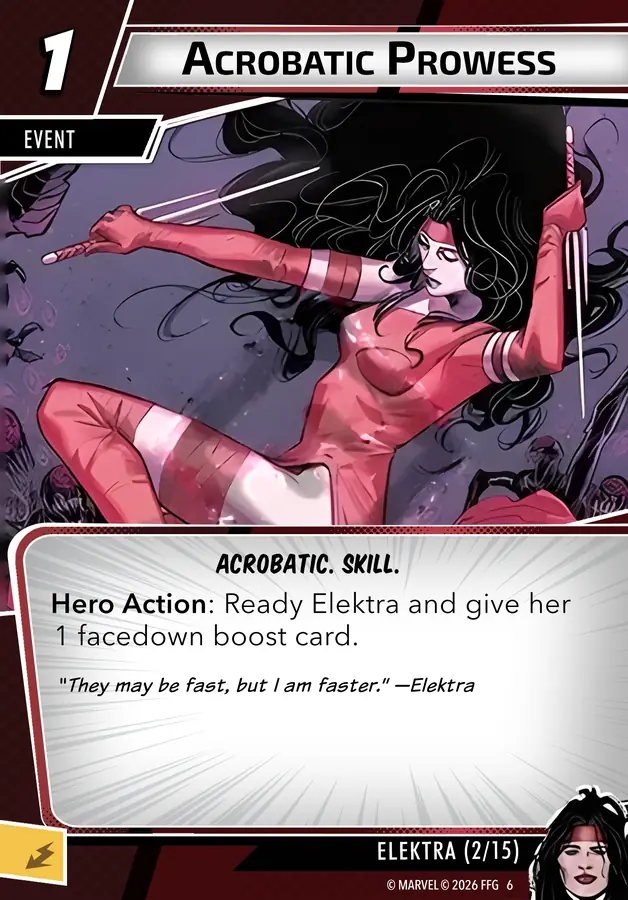 1
Acrobatic Prowess
EVENT
ACROBATIC. SKILL.
Hero Action: Ready Elektra and give her
1 facedown boost card.
"They may be fast, but I am faster." —Elektra
ELEKTRA (2/15)
© MARVEL © 2026 FFG 6